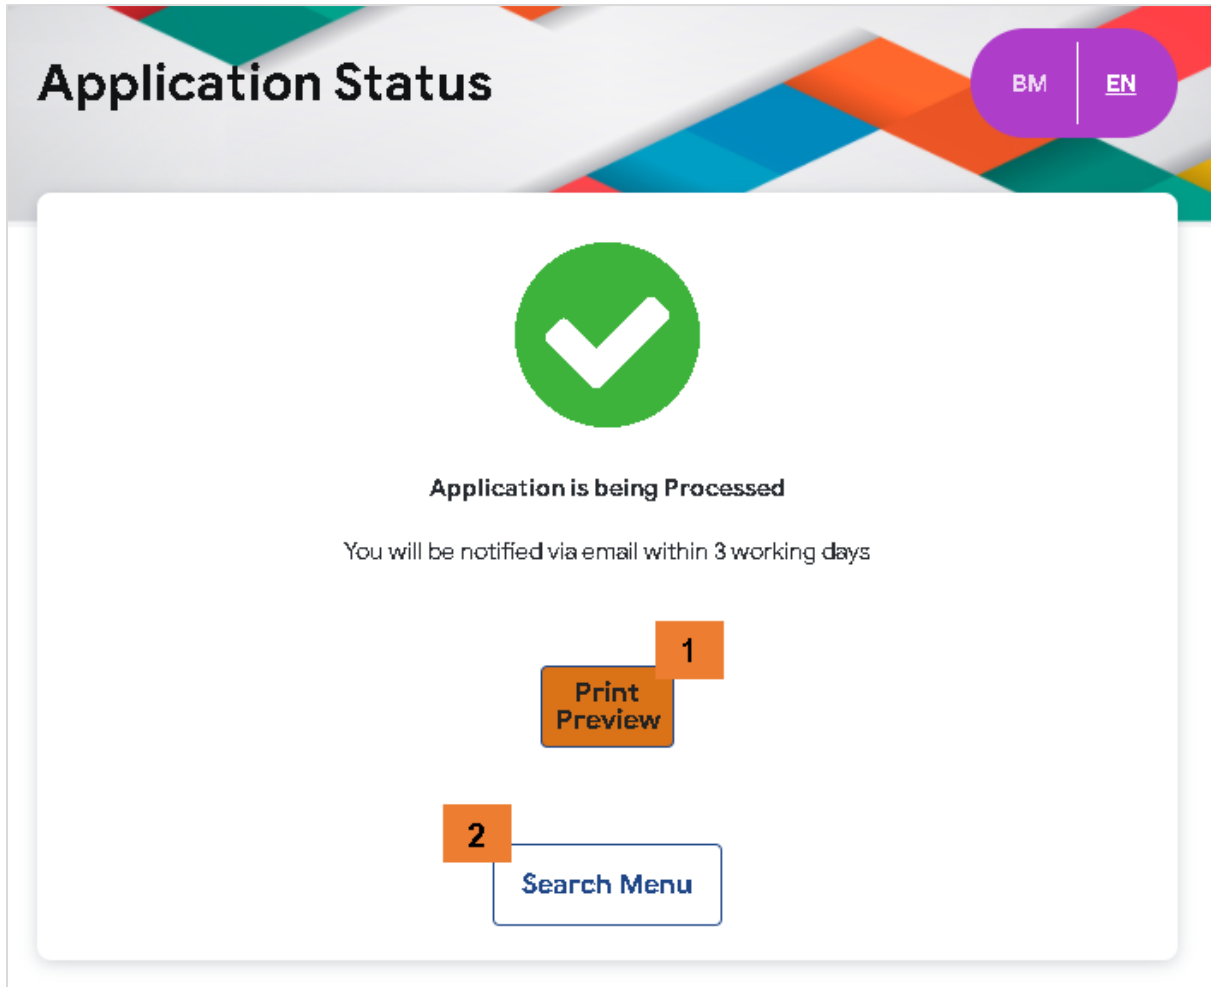 Application Status
BM
EN
Application is being Processed
You will be notified via email within 3 working days
1
Print
Preview
2
Search Menu